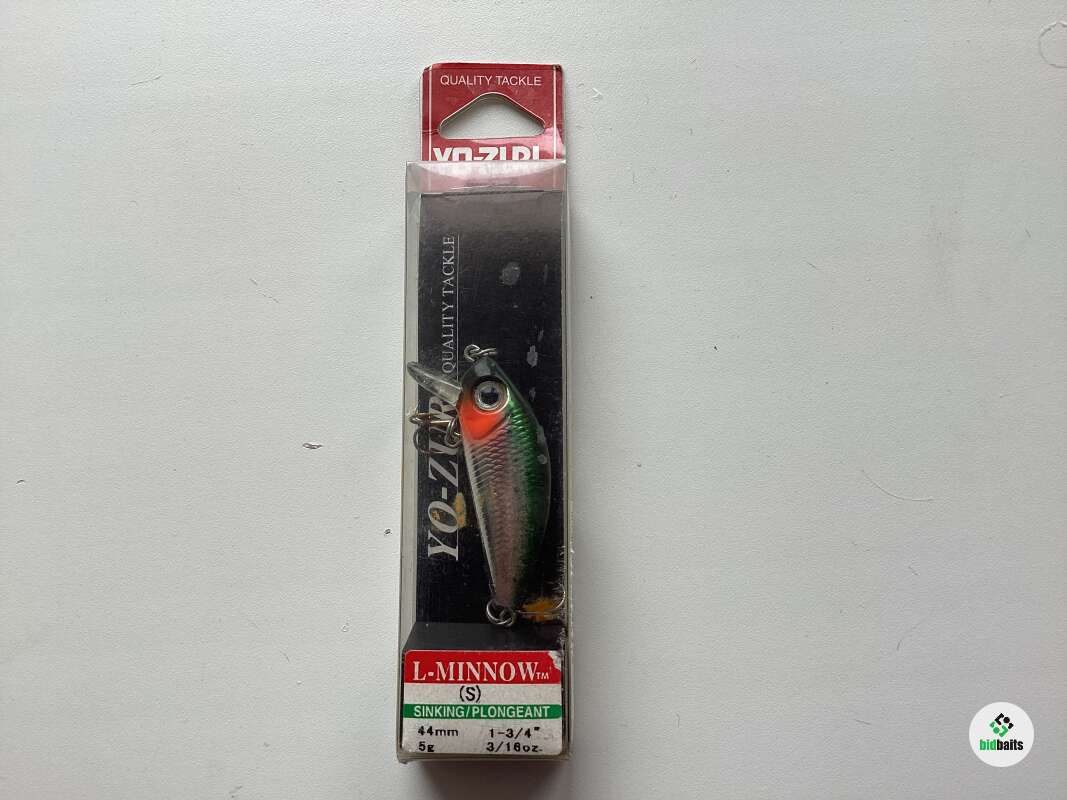 QUALITY TACKLE
YO-ZURI
YO-ZURI QUALITY TACKLE
L-MINNOW™
(S)
SINKING/PLONGEANT
44mm 1-3/4"
5g 3/16oz.
bidbaits